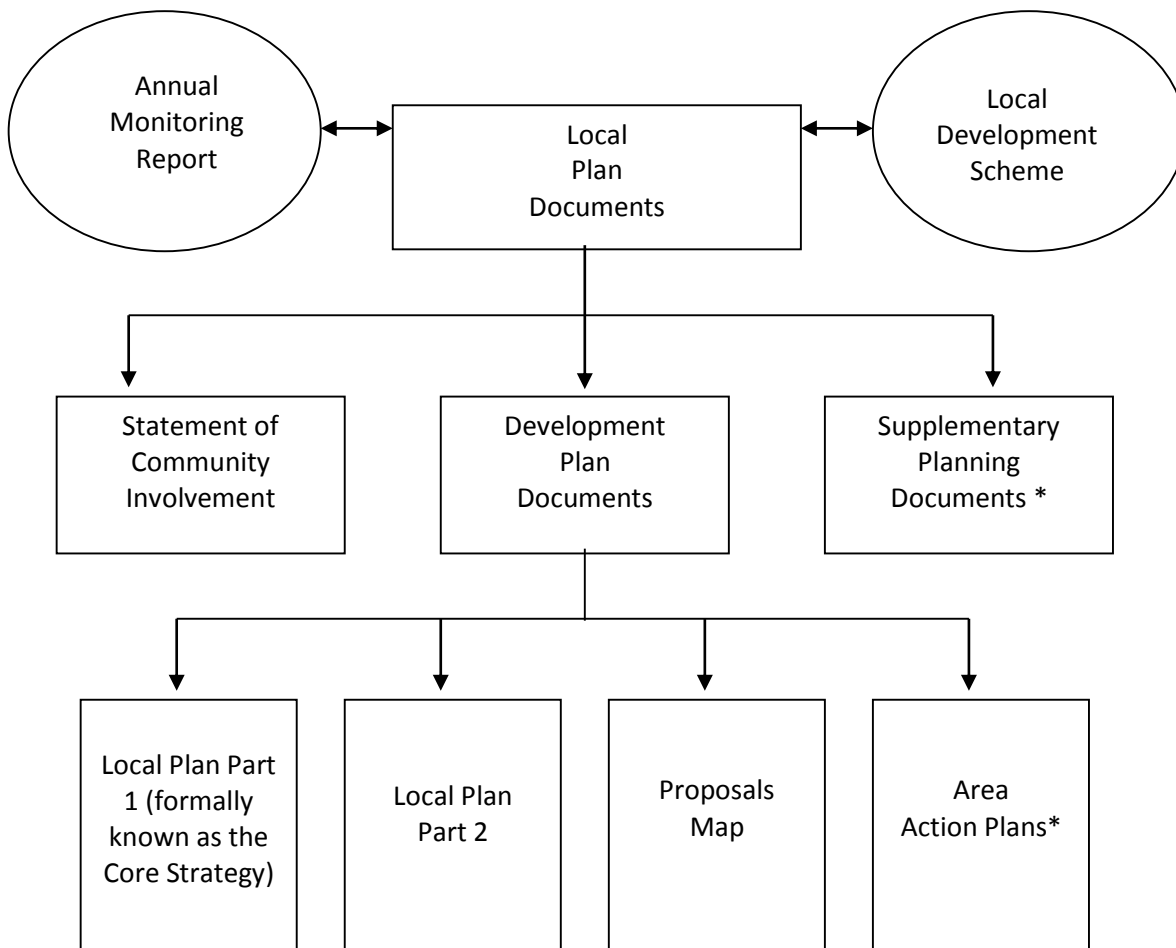 Annual
Monitoring
Report
Local
Plan
Documents
Local
Development
Scheme
Statement of
Community
Involvement
Development
Plan
Documents
Supplementary
Planning
Documents *
Local Plan Part
1 (formally
known as the
Core Strategy)
Local Plan
Part 2
Proposals
Map
Area
Action Plans*